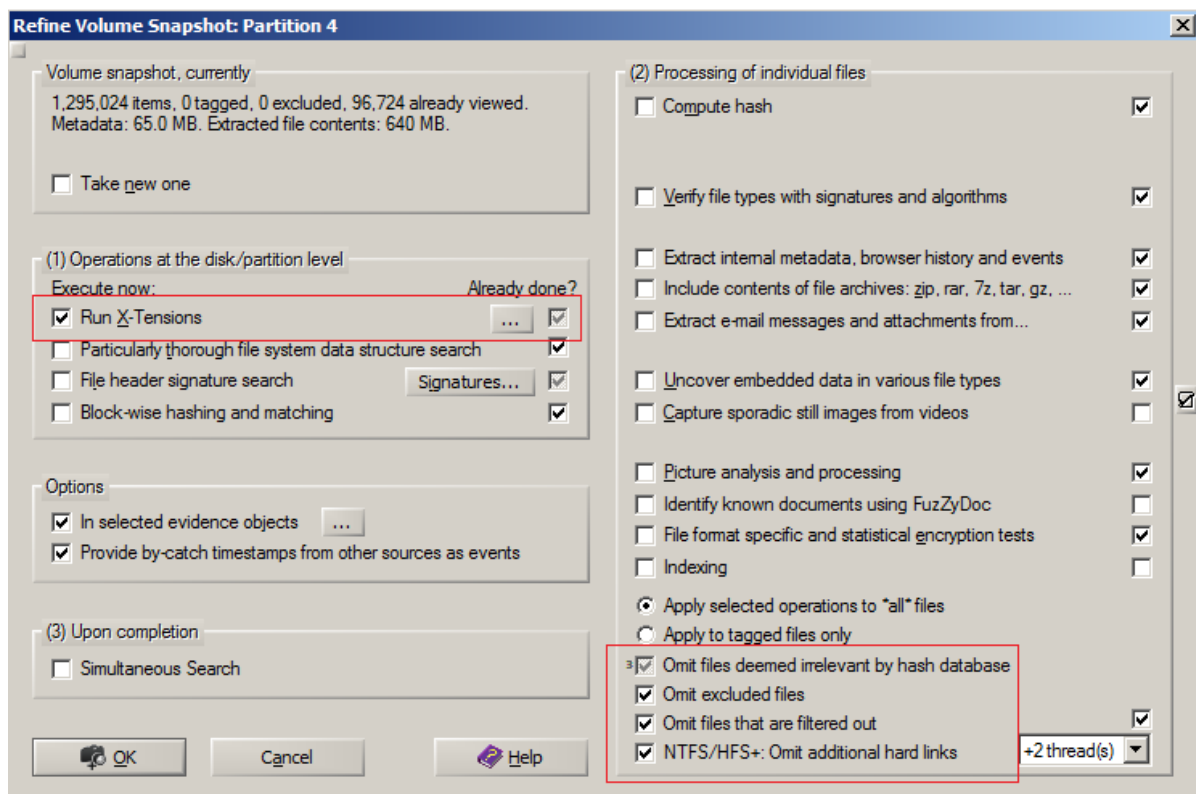 Refine Volume Snapshot: Partition 4
Volume snapshot, currently
1,295,024 items, 0 tagged, 0 excluded, 96,724 already viewed.
Metadata: 65.0 MB. Extracted file contents: 640 MB.
Take new one
(1) Operations at the disk/partition level
Execute now: Already done?
Run X-Tensions ...
Particularly thorough file system data structure search
File header signature search Signatures...
Block-wise hashing and matching
Options
In selected evidence objects ...
Provide by-catch timestamps from other sources as events
(3) Upon completion
Simultaneous Search
OK Cancel Help
(2) Processing of individual files
Compute hash
Verify file types with signatures and algorithms
Extract internal metadata, browser history and events
Include contents of file archives: zip, rar, 7z, tar, gz, ...
Extract e-mail messages and attachments from...
Uncover embedded data in various file types
Capture sporadic still images from videos
Picture analysis and processing
Identify known documents using FuzZyDoc
File format specific and statistical encryption tests
Indexing
Apply selected operations to *all* files
Apply to tagged files only
3 Omit files deemed irrelevant by hash database
Omit excluded files
Omit files that are filtered out
NTFS/HFS+: Omit additional hard links +2 thread(s)